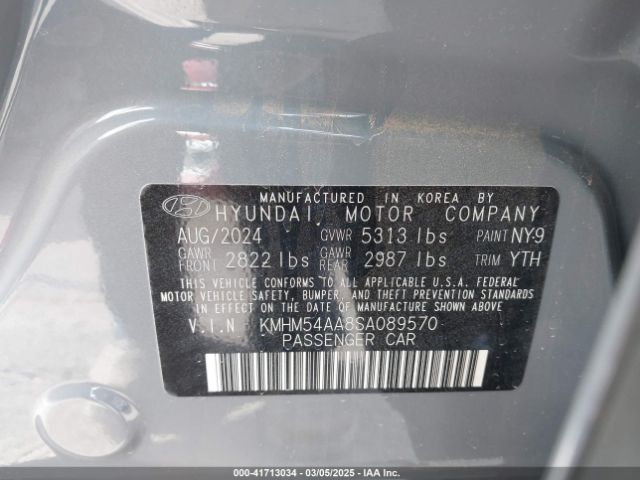 MANUFACTURED IN KOREA BY
HYUNDAI MOTOR COMPANY
AUG/2024 GVWR 5313 lbs PAINT NY9
GAWR FRONT 2822 lbs GAWR REAR 2987 lbs TRIM YTH
THIS VEHICLE CONFORMS TO ALL APPLICABLE U.S.A. FEDERAL
MOTOR VEHICLE SAFETY, BUMPER, AND THEFT PREVENTION STANDARDS
IN EFFECT ON THE DATE OF MANUFACTURE SHOWN ABOVE
V.I.N KMHM54AA8SA089570
PASSENGER CAR
000-41713034 — 03/05/2025 — IAA Inc.